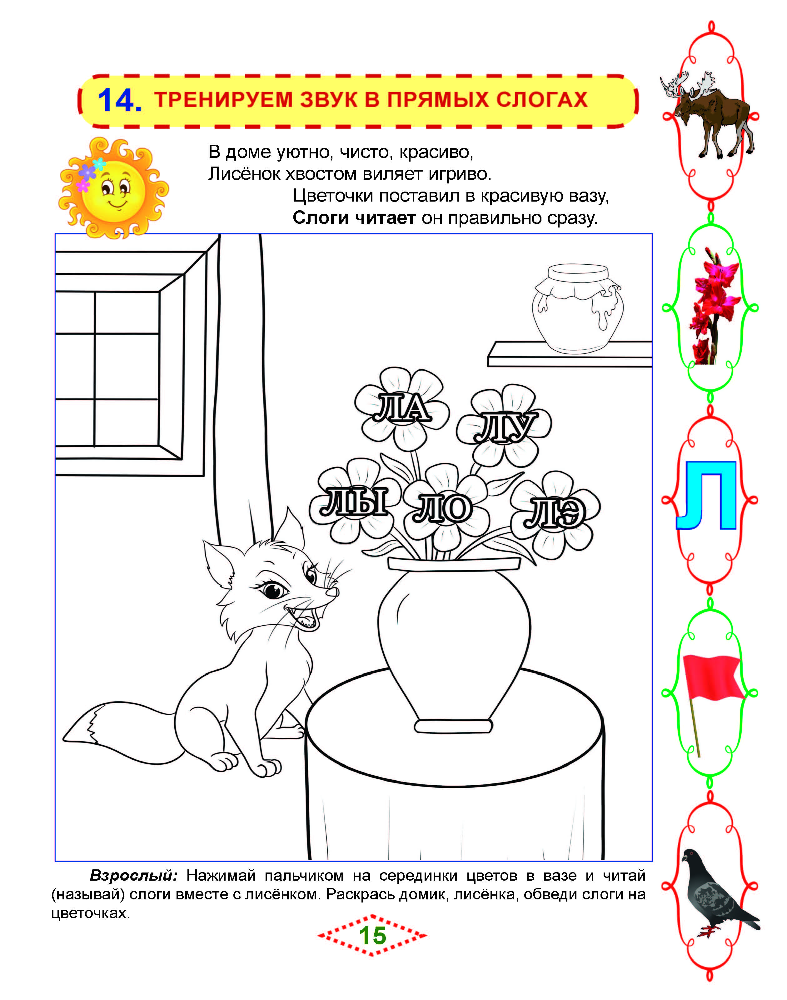 14. ТРЕНИРУЕМ ЗВУК В ПРЯМЫХ СЛОГАХ
В доме уютно, чисто, красиво,
Лисёнок хвостом виляет игриво.
Цветочки поставил в красивую вазу,
Слоги читает он правильно сразу.
ЛА
ЛУ
ЛЫ
ЛО
ЛЭ
Л
Взрослый: Нажимай пальчиком на серединки цветов в вазе и читай
(называй) слоги вместе с лисёнком. Раскрась домик, лисёнка, обведи слоги на
цветочках.
15